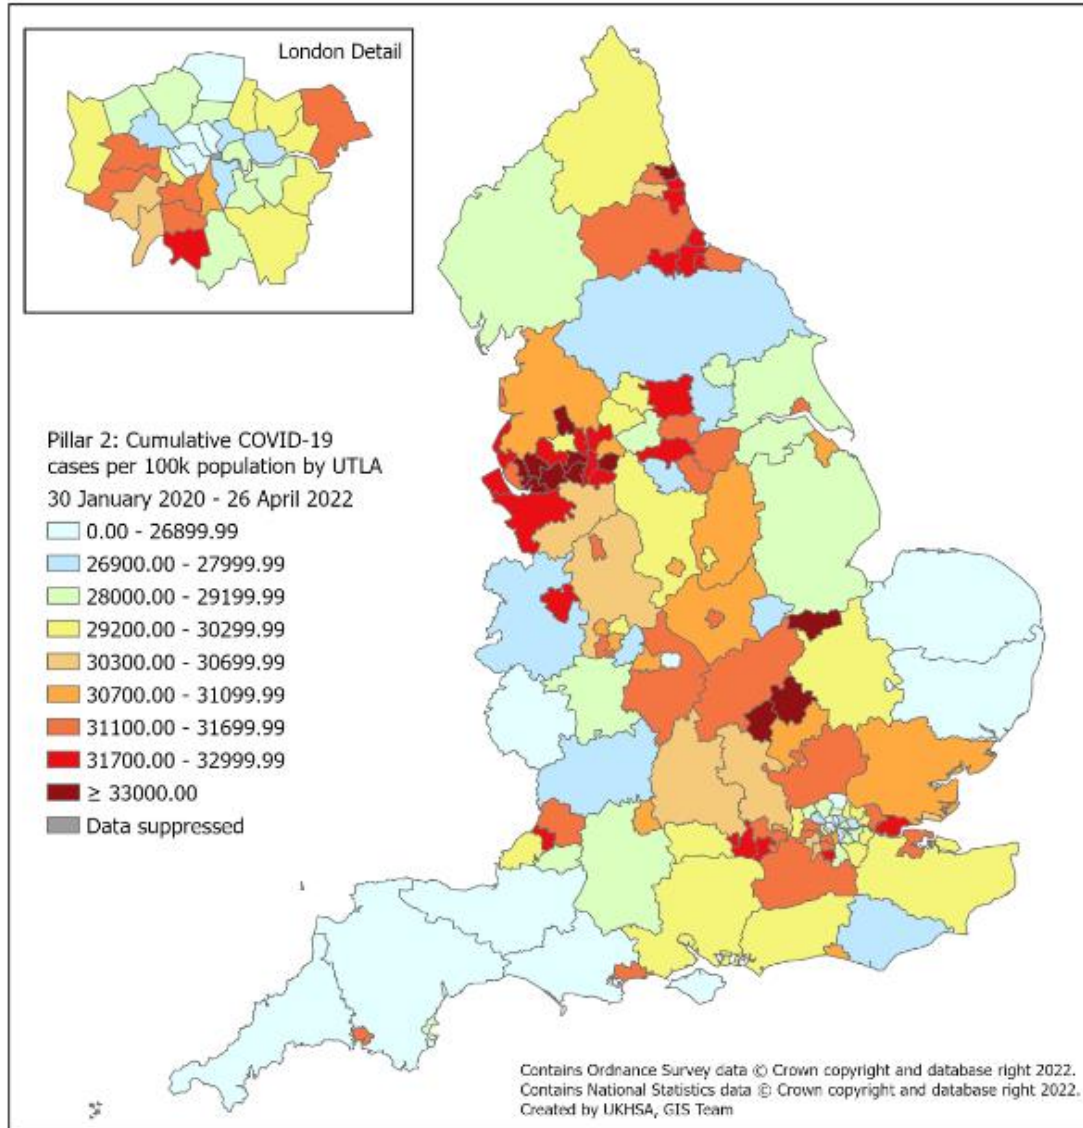 London Detail
Pillar 2: Cumulative COVID-19
cases per 100k population by UTLA
30 January 2020 - 26 April 2022
0.00 - 26899.99
26900.00 - 27999.99
28000.00 - 29199.99
29200.00 - 30299.99
30300.00 - 30699.99
30700.00 - 31099.99
31100.00 - 31699.99
31700.00 - 32999.99
≥ 33000.00
Data suppressed
Contains Ordnance Survey data © Crown copyright and database right 2022.
Contains National Statistics data © Crown copyright and database right 2022.
Created by UKHSA, GIS Team